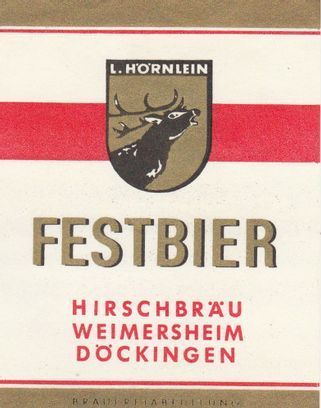 L. HÖRNLEIN
FESTBIER
HIRSCHBRÄU
WEIMERSHEIM
DÖCKINGEN